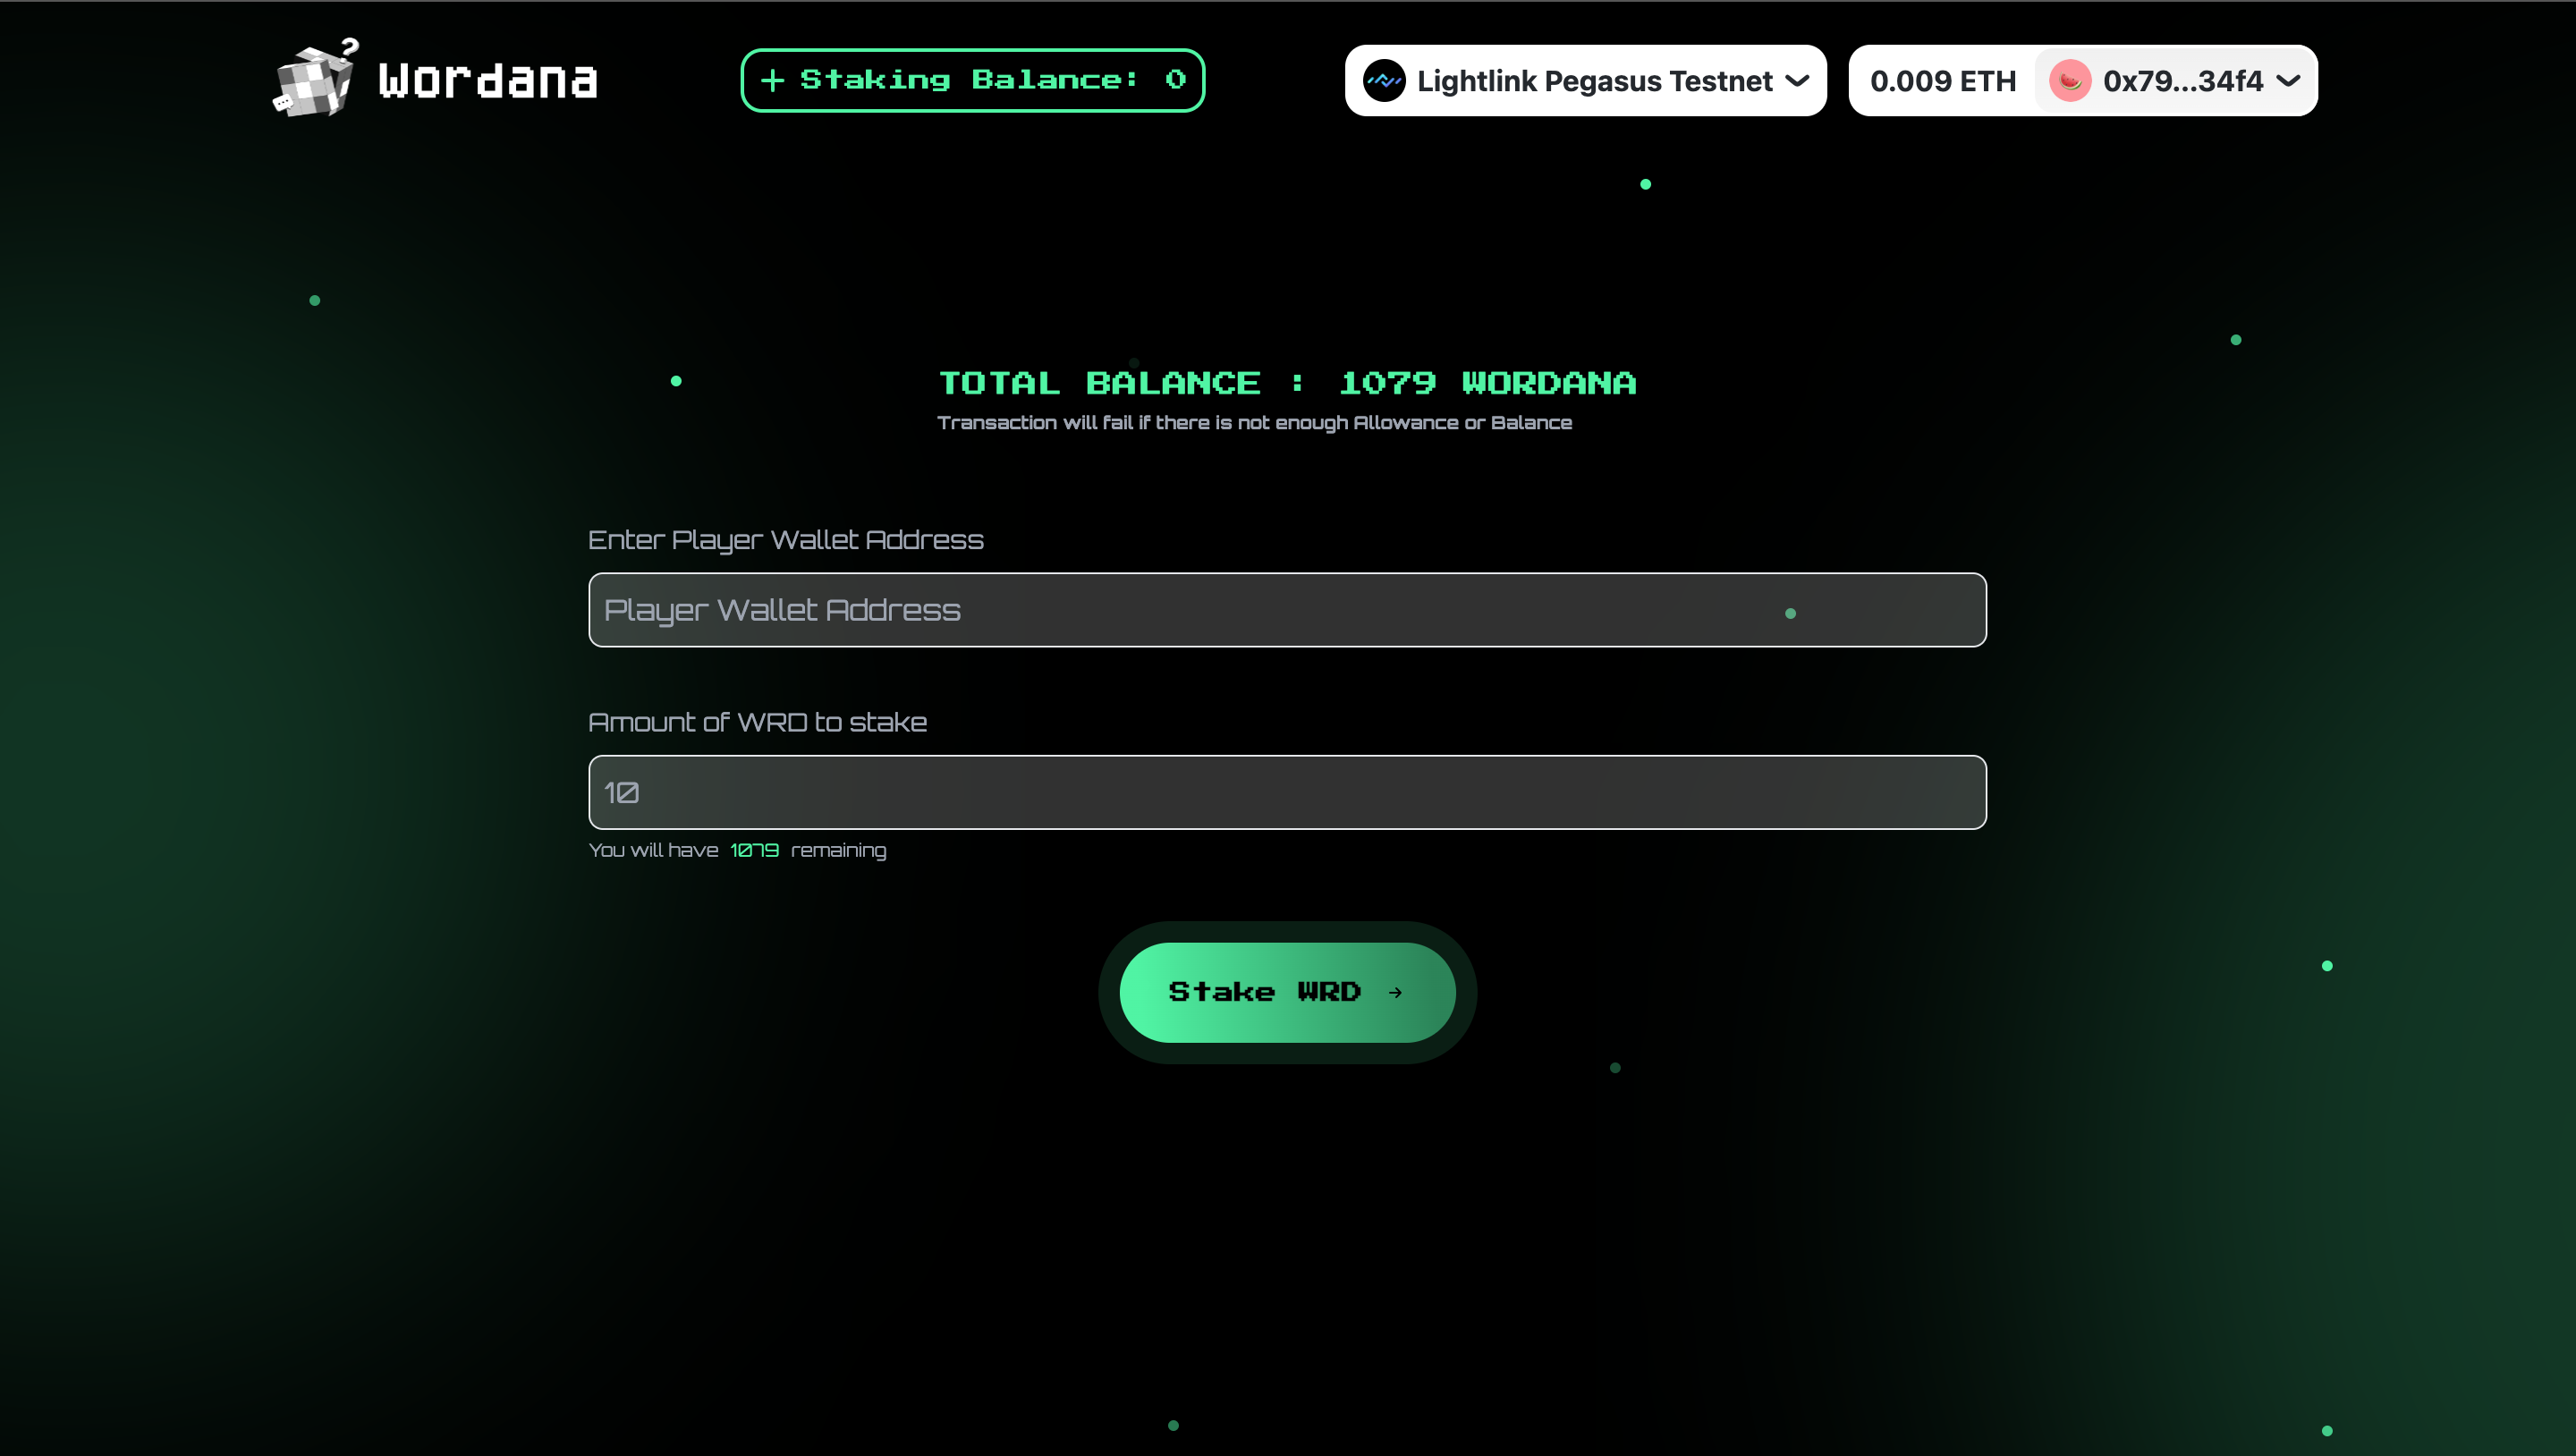 Wordana
+ Staking Balance: 0
Lightlink Pegasus Testnet
0.009 ETH
0x79...34f4
TOTAL BALANCE : 1079 WORDANA
Transaction will fail if there is not enough Allowance or Balance
Enter Player Wallet Address
Player Wallet Address
Amount of WRD to stake
10
You will have 1079 remaining
Stake WRD →